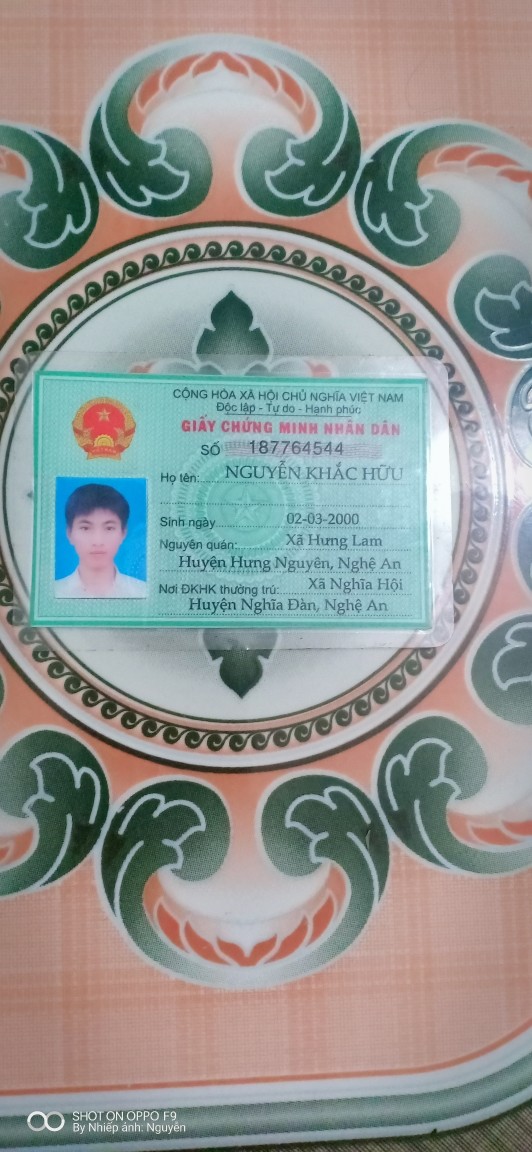 CỘNG HÒA XÃ HỘI CHỦ NGHĨA VIỆT NAM
Độc lập - Tự do - Hạnh phúc
GIẤY CHỨNG MINH NHÂN DÂN
SỐ 187764544
Họ tên: NGUYỄN KHẮC HỮU
Sinh ngày 02-03-2000
Nguyên quán: Xã Hưng Lam
Huyện Hưng Nguyên, Nghệ An
Nơi ĐKHK thường trú: Xã Nghĩa Hội
Huyện Nghĩa Đàn, Nghệ An
SHOT ON OPPO F9
By Nhiếp ảnh: Nguyên